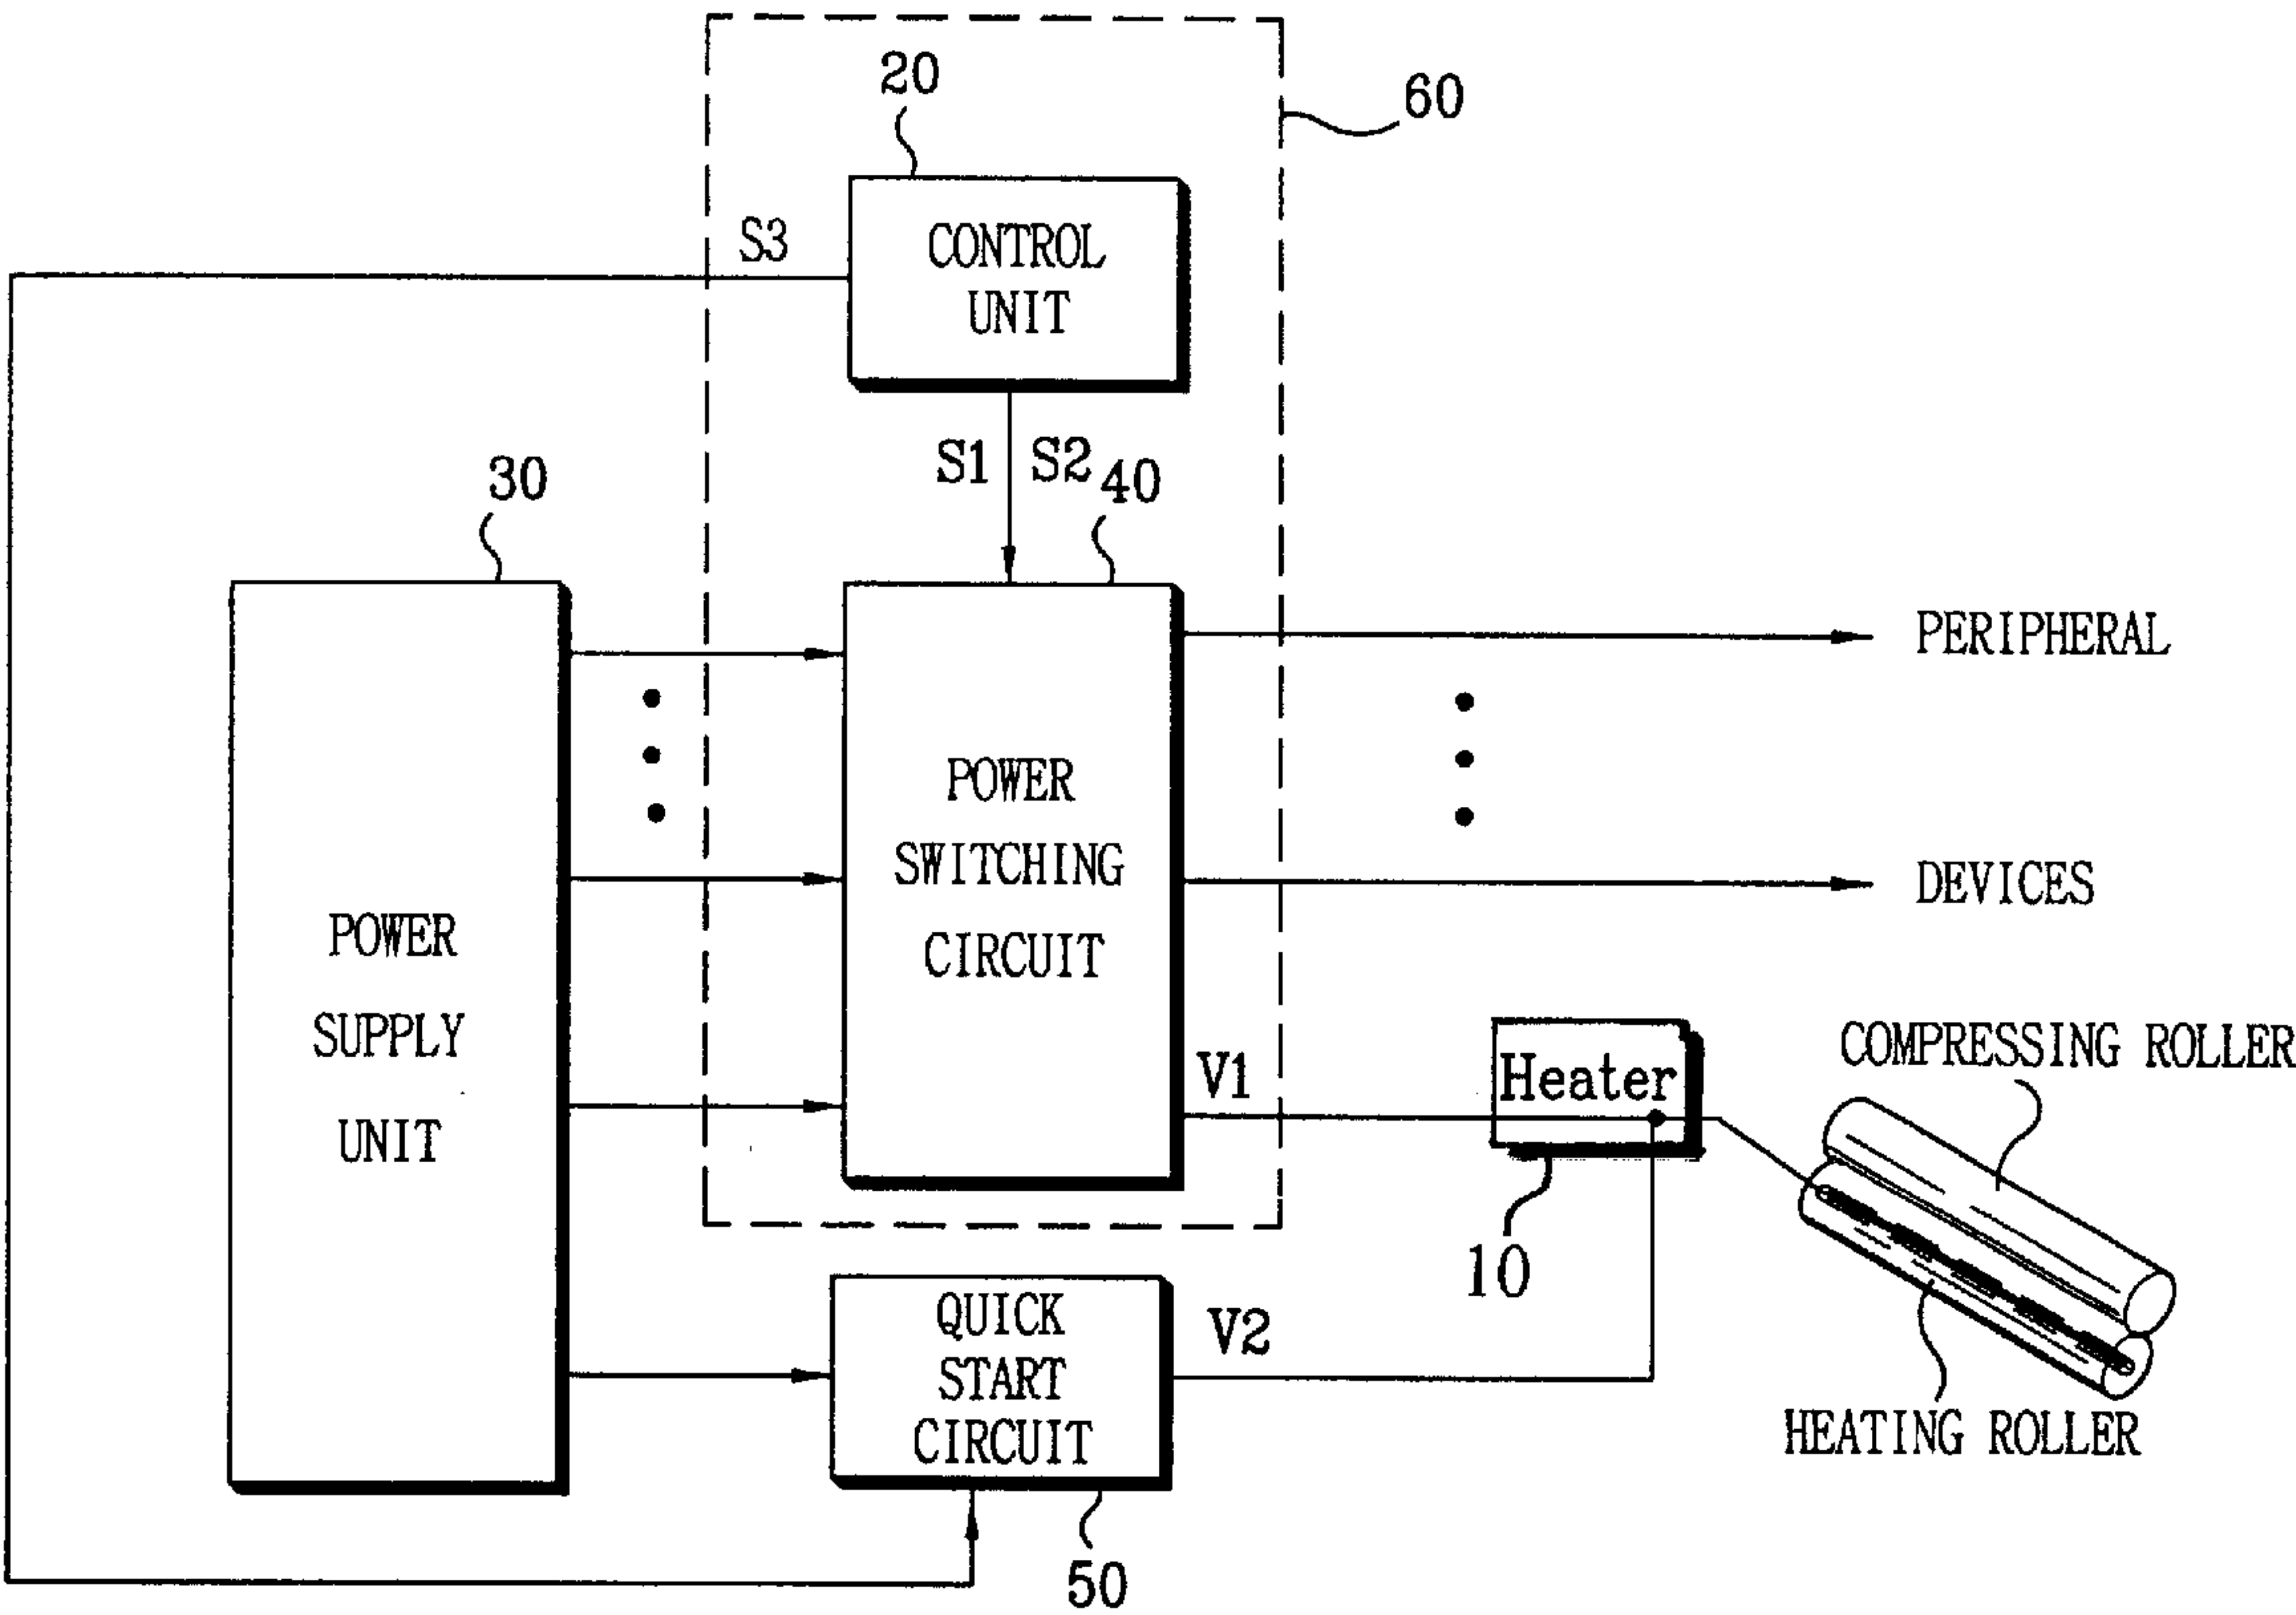 20
60
S3
CONTROL
UNIT
S1
S2
40
30
PERIPHERAL
POWER
SWITCHING
CIRCUIT
DEVICES
POWER
SUPPLY
UNIT
V1
Heater
COMPRESSING ROLLER
10
QUICK
START
CIRCUIT
V2
HEATING ROLLER
50